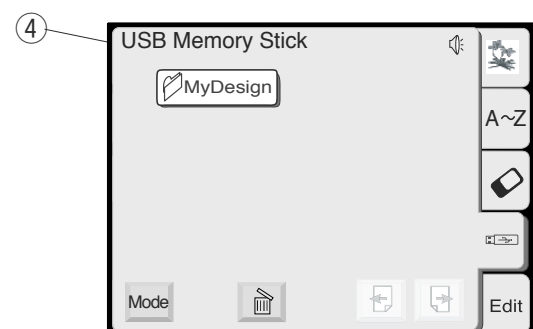 ④
USB Memory Stick
MyDesign
A~Z
Mode
Edit